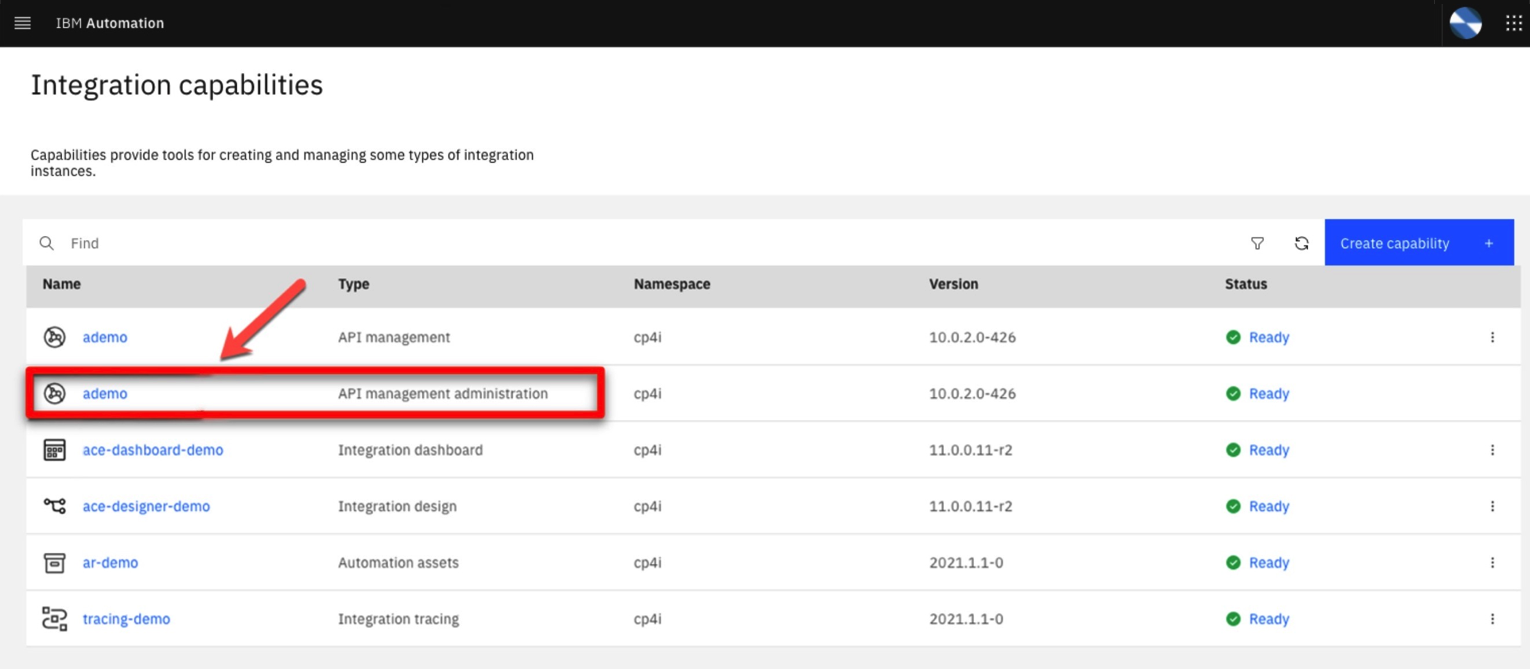 IBM Automation
Integration capabilities
Capabilities provide tools for creating and managing some types of integration
instances.
Find
Create capability +
Name Type Namespace Version Status
ademo API management cp4i 10.0.2.0-426 Ready
ademo API management administration cp4i 10.0.2.0-426 Ready
ace-dashboard-demo Integration dashboard cp4i 11.0.0.11-r2 Ready
ace-designer-demo Integration design cp4i 11.0.0.11-r2 Ready
ar-demo Automation assets cp4i 2021.1.1-0 Ready
tracing-demo Integration tracing cp4i 2021.1.1-0 Ready